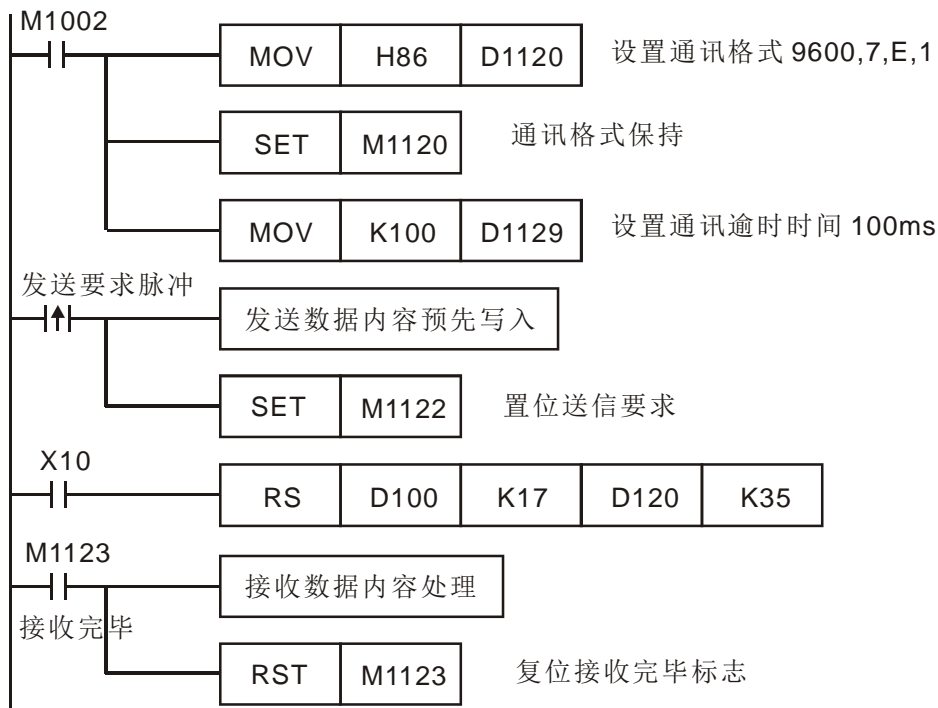 M1002
MOV H86 D1120 设置通讯格式 9600,7,E,1
SET M1120 通讯格式保持
MOV K100 D1129 设置通讯逾时时间 100ms
发送要求脉冲
发送数据内容预先写入
SET M1122 置位送信要求
X10
RS D100 K17 D120 K35
M1123
接收数据内容处理
接收完毕
RST M1123 复位接收完毕标志